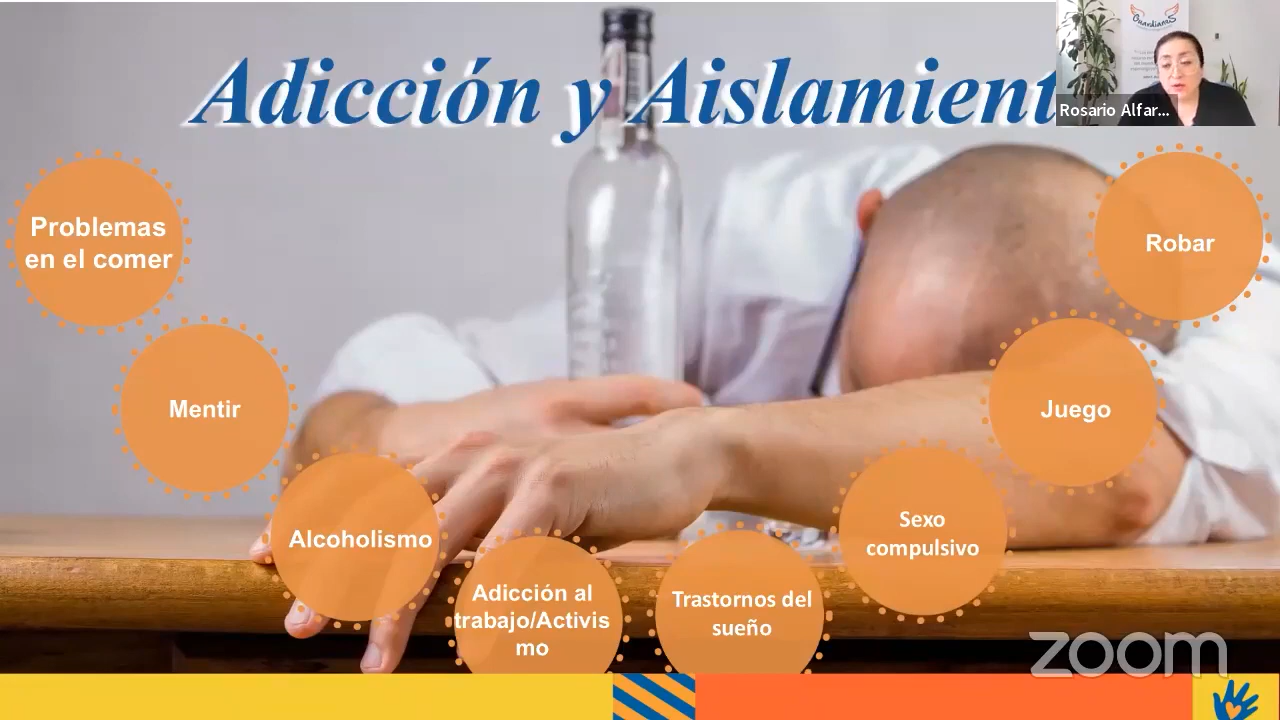 Adicción y Aislamient
Guardianes
Rosario Alfar...
Problemas
en el comer
Robar
Mentir
Juego
Alcoholismo
Sexo
compulsivo
Adicción al
trabajo/Activis
mo
Trastornos del
sueño
zoom